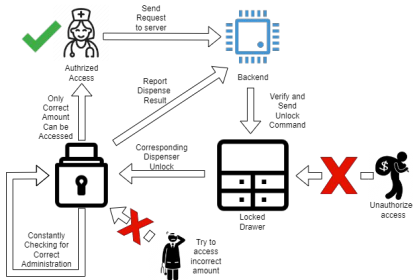 Send
Request
to server
Authrized
Access
Backend
Report
Dispense
Result
Only
Correct
Amount
Can be
Accessed
Verify and
Send
Unlock
Command
Corresponding
Dispenser
Unlock
Locked
Drawer
Unauthorize
access
Constantly
Checking for
Correct
Administration
Try to
access
incorrect
amount
$